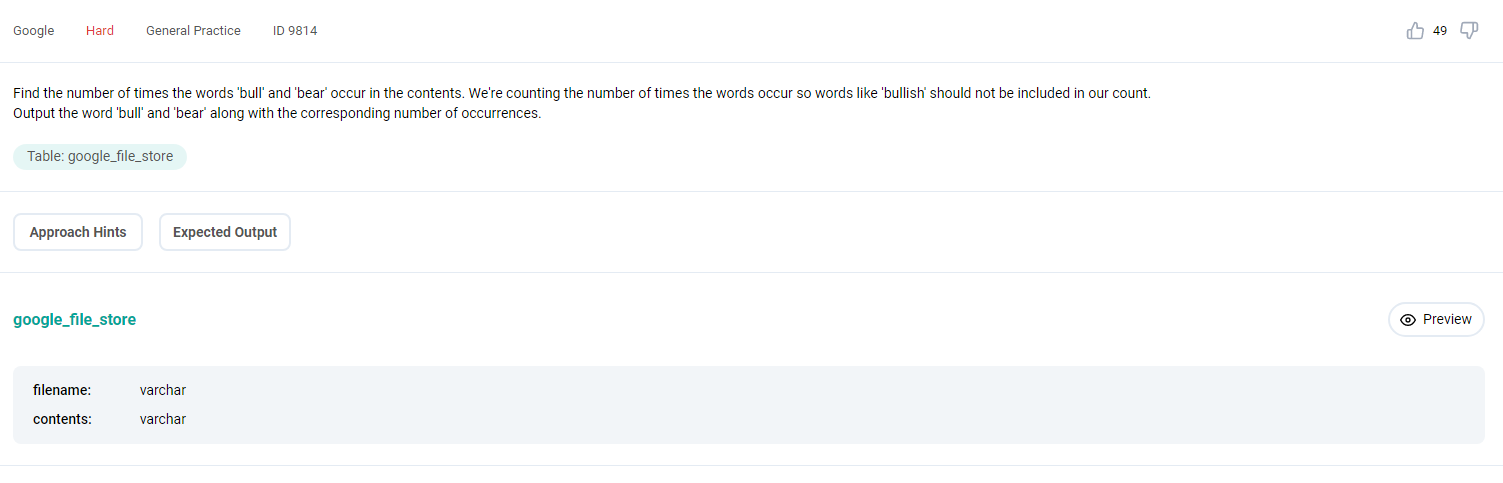 Google Hard General Practice ID 9814 49
Find the number of times the words 'bull' and 'bear' occur in the contents. We're counting the number of times the words occur so words like 'bullish' should not be included in our count.
Output the word 'bull' and 'bear' along with the corresponding number of occurrences.
Table: google_file_store
Approach Hints Expected Output
google_file_store Preview
filename: varchar
contents: varchar